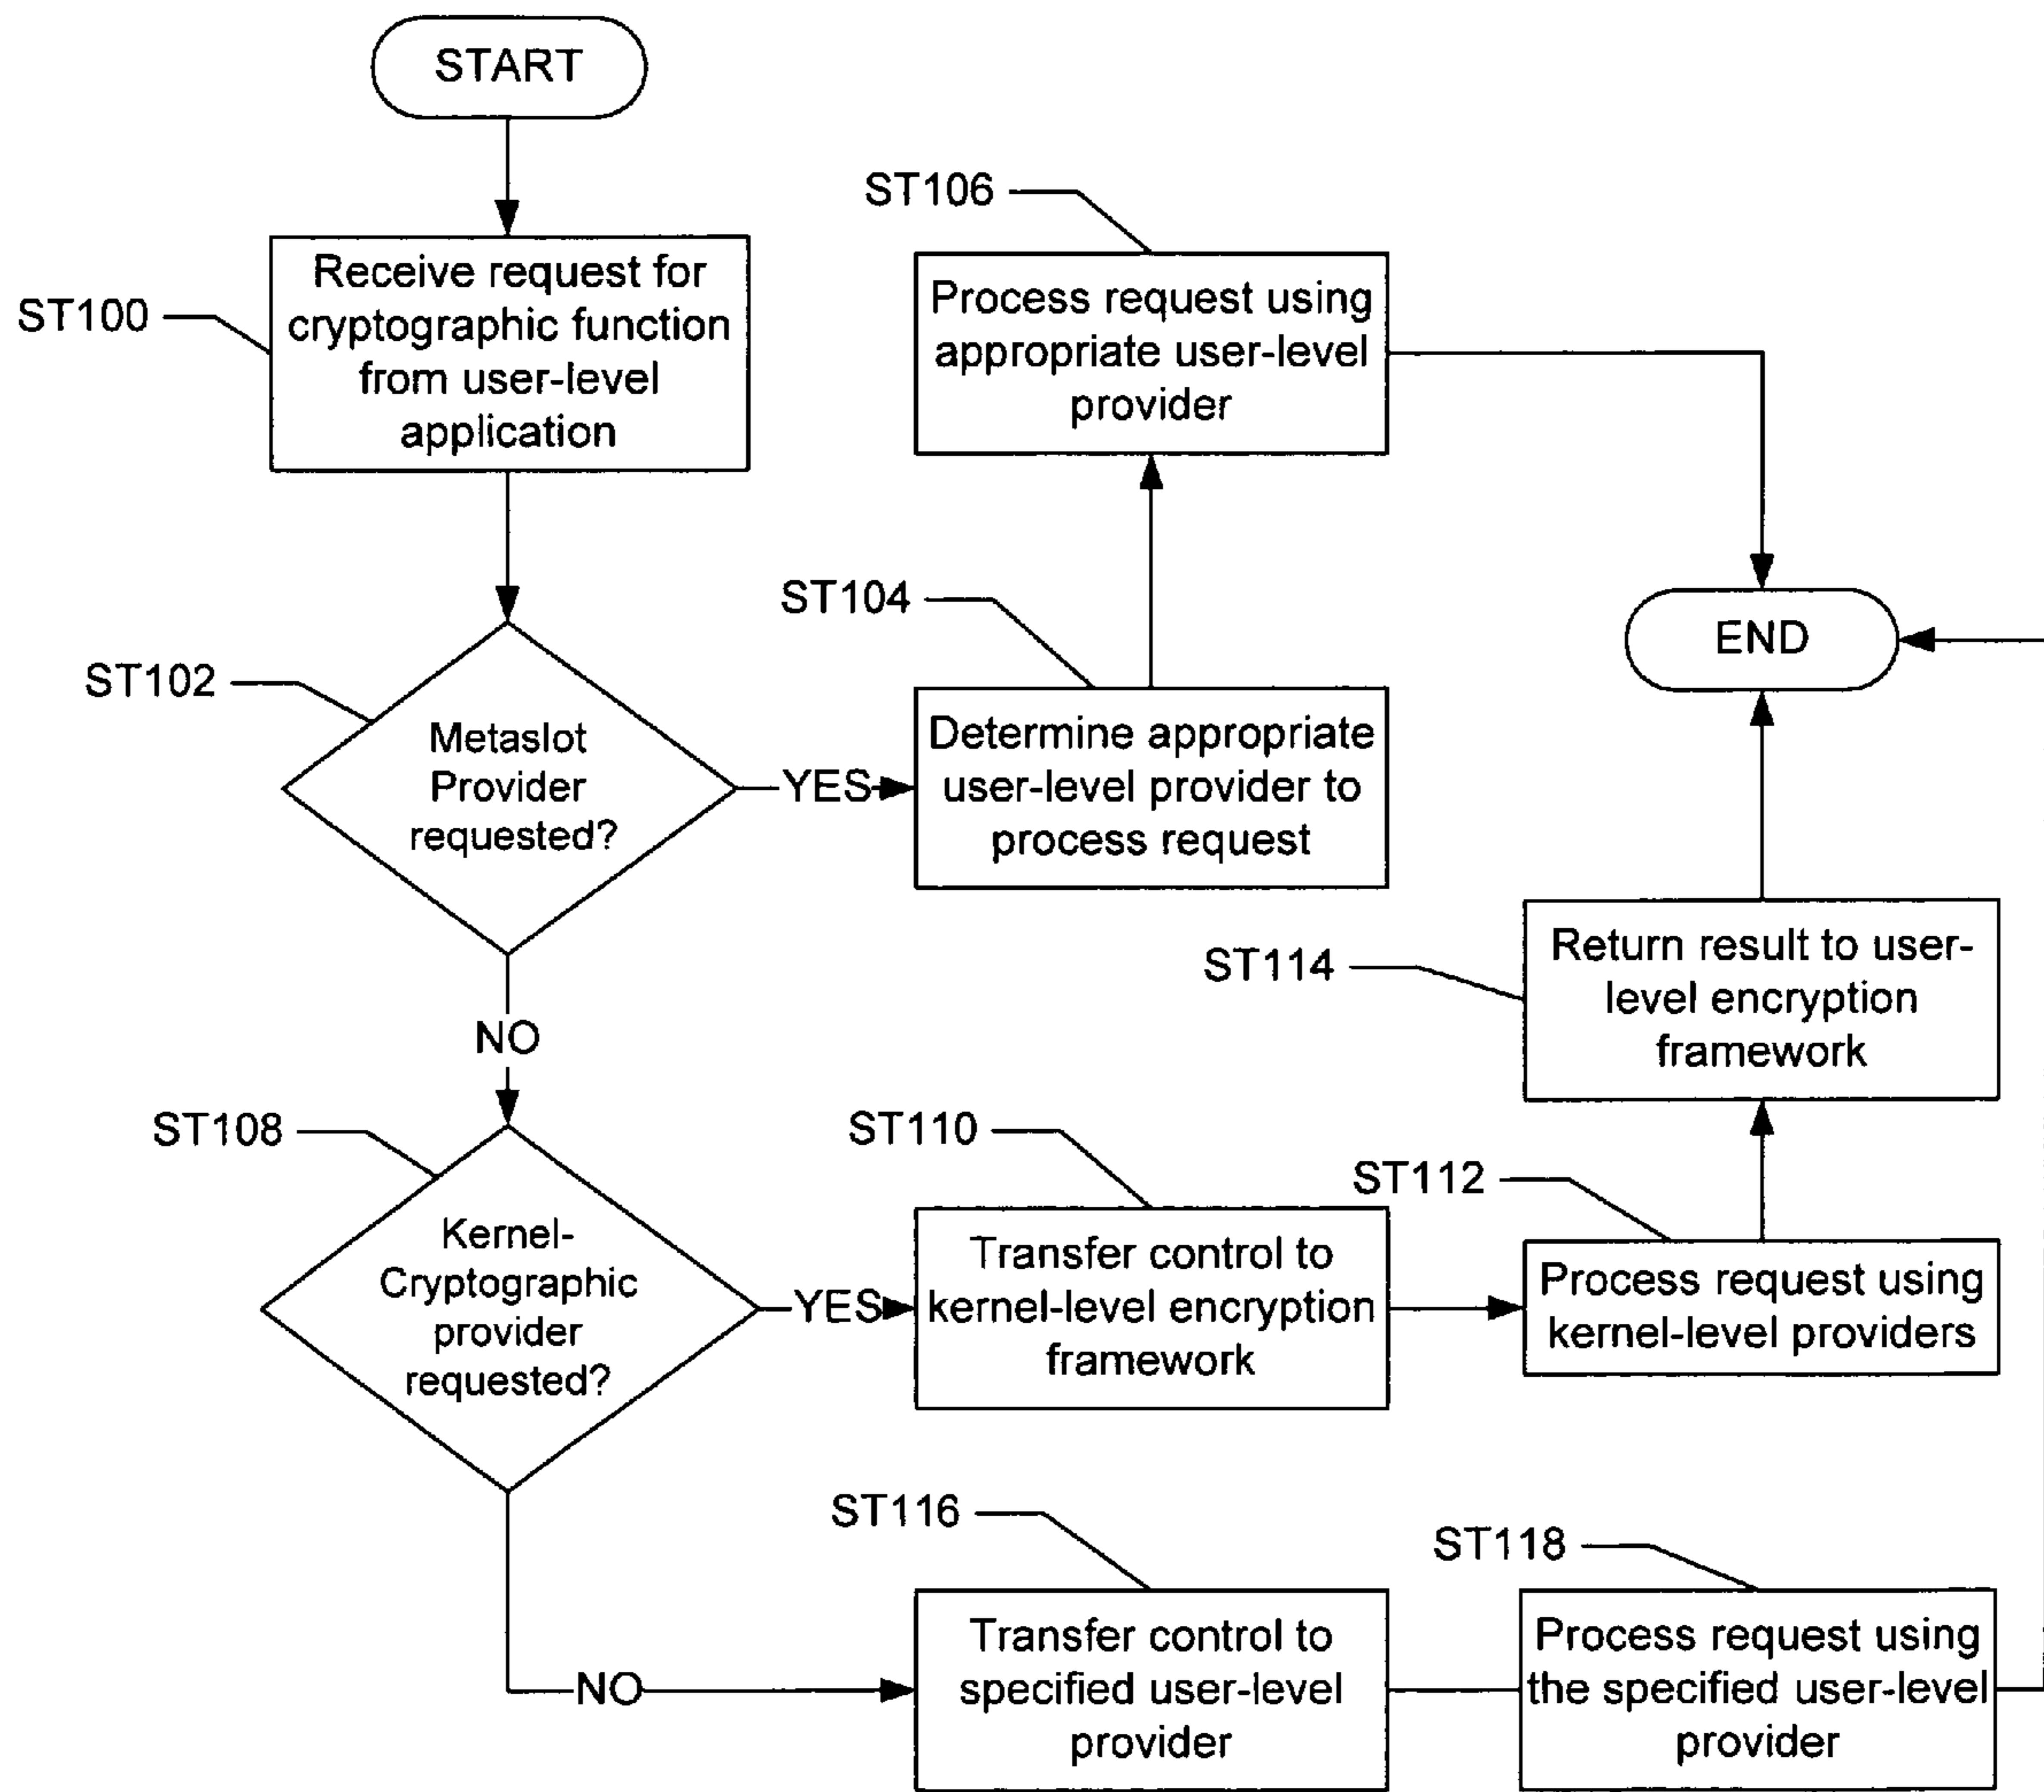 START
ST100
Receive request for
cryptographic function
from user-level
application
ST102
Metaslot
Provider
requested?
YES
ST104
Determine appropriate
user-level provider to
process request
ST106
Process request using
appropriate user-level
provider
END
NO
ST108
Kernel-
Cryptographic
provider
requested?
YES
ST110
Transfer control to
kernel-level encryption
framework
ST112
Process request using
kernel-level providers
ST114
Return result to user-
level encryption
framework
NO
ST116
Transfer control to
specified user-level
provider
ST118
Process request using
the specified user-level
provider